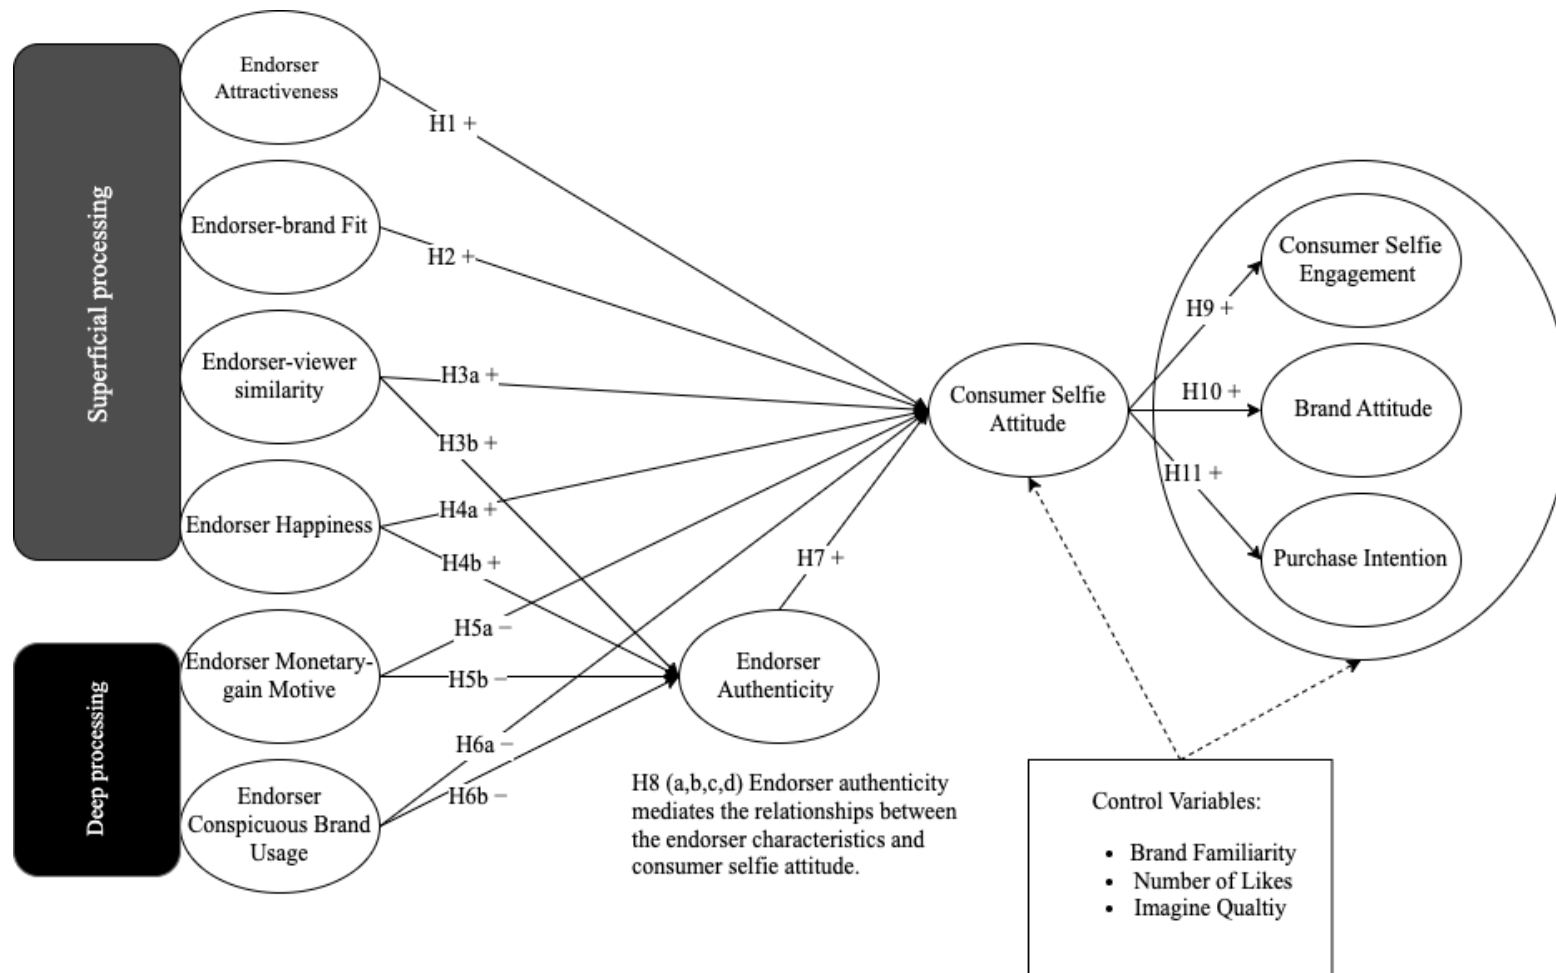 Superficial processing
Endorser
Attractiveness
H1 +
Endorser-brand Fit
H2 +
Endorser-viewer
similarity
H3a +
H3b +
Endorser Happiness
H4a +
H4b +
Deep processing
Endorser Monetary-
gain Motive
H5a −
H5b −
Endorser
Conspicuous Brand
Usage
H6a −
H6b −
Endorser
Authenticity
H7 +
H8 (a,b,c,d) Endorser authenticity
mediates the relationships between
the endorser characteristics and
consumer selfie attitude.
Consumer Selfie
Attitude
H9 +
H10 +
H11 +
Consumer Selfie
Engagement
Brand Attitude
Purchase Intention
Control Variables:
• Brand Familiarity
• Number of Likes
• Imagine Qualtiy